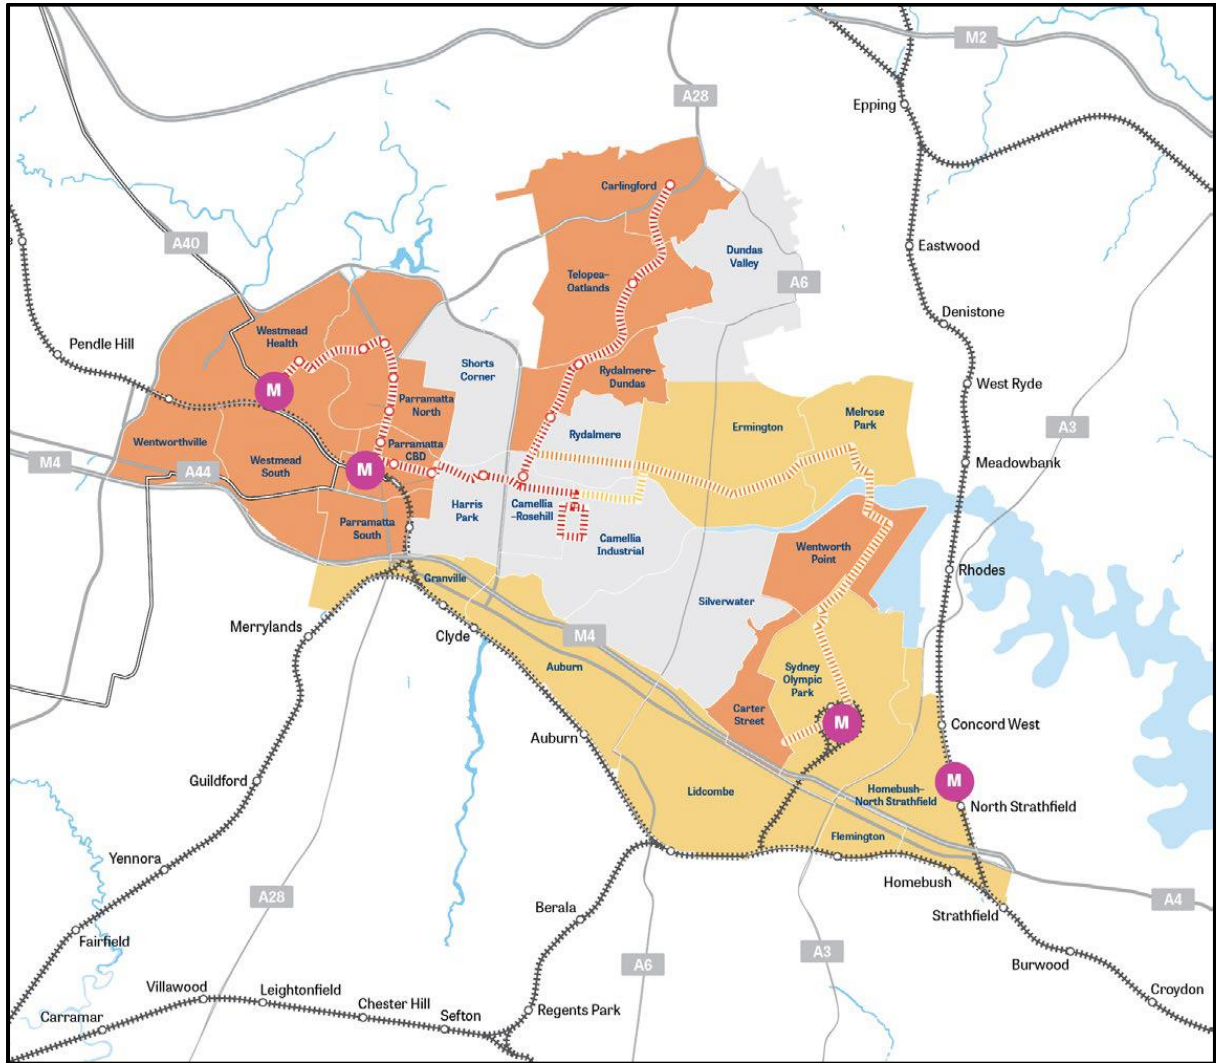 M2
A28
Epping
Carlingford
A40
Eastwood
Dundas
Valley
Telopea–
Oatlands
A6
Denistone
Westmead
Health
Pendle Hill
Shorts
Corner
West Ryde
Rydalmere–
Dundas
M
Parramatta
North
Melrose
Park
Ermington
A3
Rydalmere
Wentworthville
Parramatta
CBD
Westmead
South
M4
A44
M
Meadowbank
Harris
Park
Camellia
–Rosehill
Parramatta
South
Camellia
Industrial
Wentworth
Point
Rhodes
Granville
Silverwater
Merrylands
Clyde
M4
Auburn
Sydney
Olympic
Park
Carter
Street
M
Concord West
Auburn
Guildford
Lidcombe
Homebush–
North Strathfield
M
North Strathfield
Flemington
Yennora
Homebush
A28
A4
Berala
Strathfield
Fairfield
A6
A3
Burwood
Villawood
Leightonfield
Chester Hill
Sefton
Regents Park
Croydon
Carramar